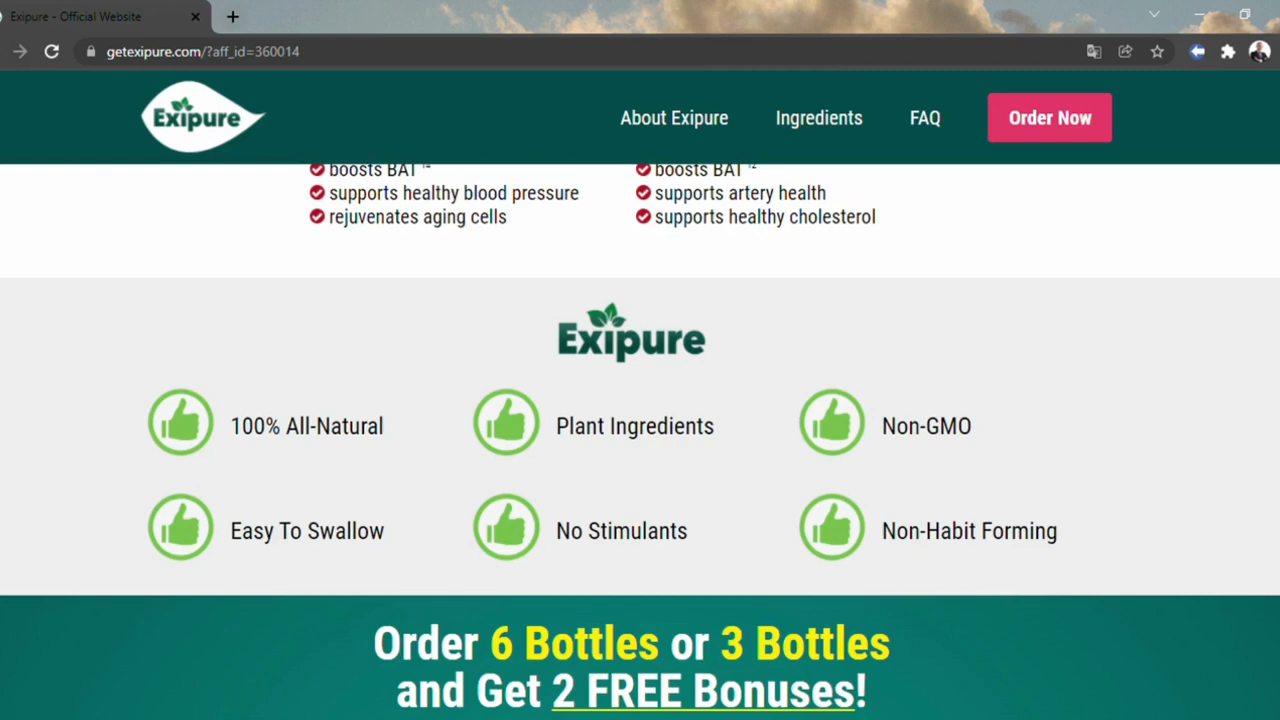 Exipure - Official Website
getexipure.com/?aff_id=360014
Exipure
About Exipure
Ingredients
FAQ
Order Now
boosts BAT
supports healthy blood pressure
rejuvenates aging cells
boosts BAT
supports artery health
supports healthy cholesterol
Exipure
100% All-Natural
Plant Ingredients
Non-GMO
Easy To Swallow
No Stimulants
Non-Habit Forming
Order 6 Bottles or 3 Bottles
and Get 2 FREE Bonuses!